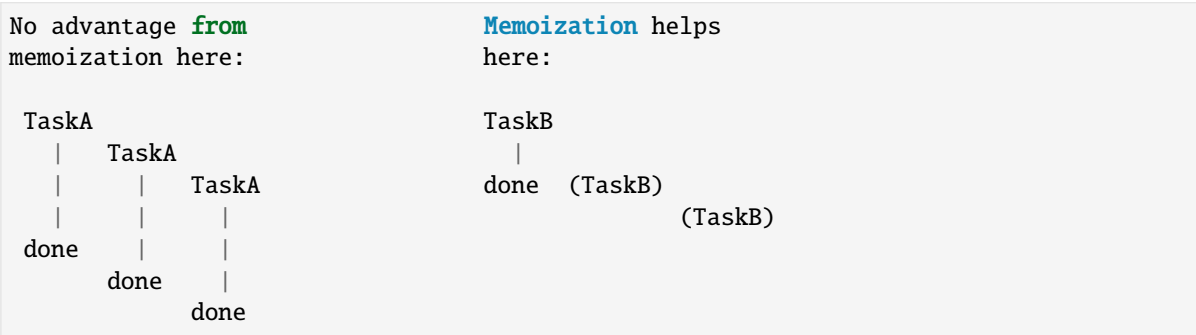 No advantage from                 Memoization helps
memoization here:                 here:

 TaskA                            TaskB
   |   TaskA                        |
   |     |   TaskA                done  (TaskB)
   |     |     |                                (TaskB)
 done    |     |
       done    |
             done